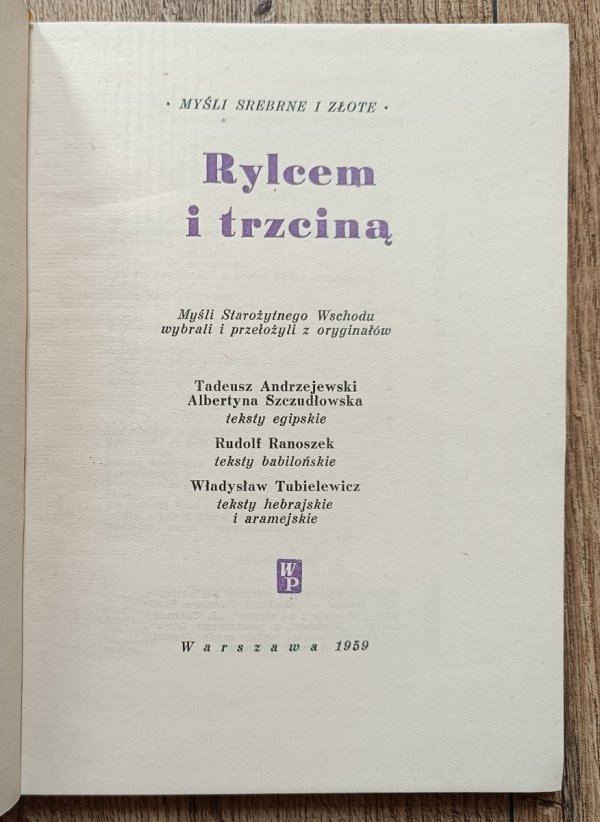 · MYŚLI SREBRNE I ZŁOTE ·
Rylcem
i trzciną
Myśli Starożytnego Wschodu
wybrali i przełożyli z oryginałów
Tadeusz Andrzejewski
Albertyna Szczudłowska
teksty egipskie
Rudolf Ranoszek
teksty babilońskie
Władysław Tubielewicz
teksty hebrajskie
i aramejskie
W
P
Warszawa 1959